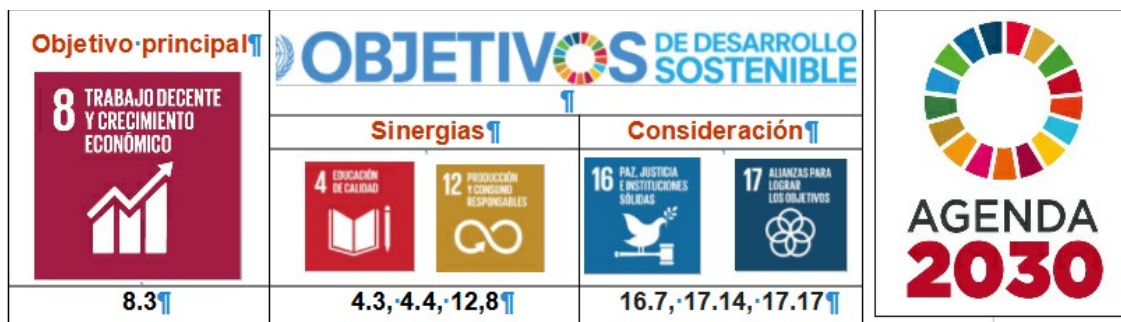 Objetivo·principal¶
8 TRABAJO DECENTE
Y CRECIMIENTO
ECONÓMICO
8.3¶
OBJETIVOS DE DESARROLLO
SOSTENIBLE
¶
Sinergias¶
4 EDUCACIÓN
DE CALIDAD
12 PRODUCCIÓN
Y CONSUMO
RESPONSABLES
4.3,·4.4,·12,8¶
Consideración¶
16 PAZ, JUSTICIA
E INSTITUCIONES
SÓLIDAS
17 ALIANZAS PARA
LOGRAR
LOS OBJETIVOS
16.7,·17.14,·17.17¶
AGENDA
2030